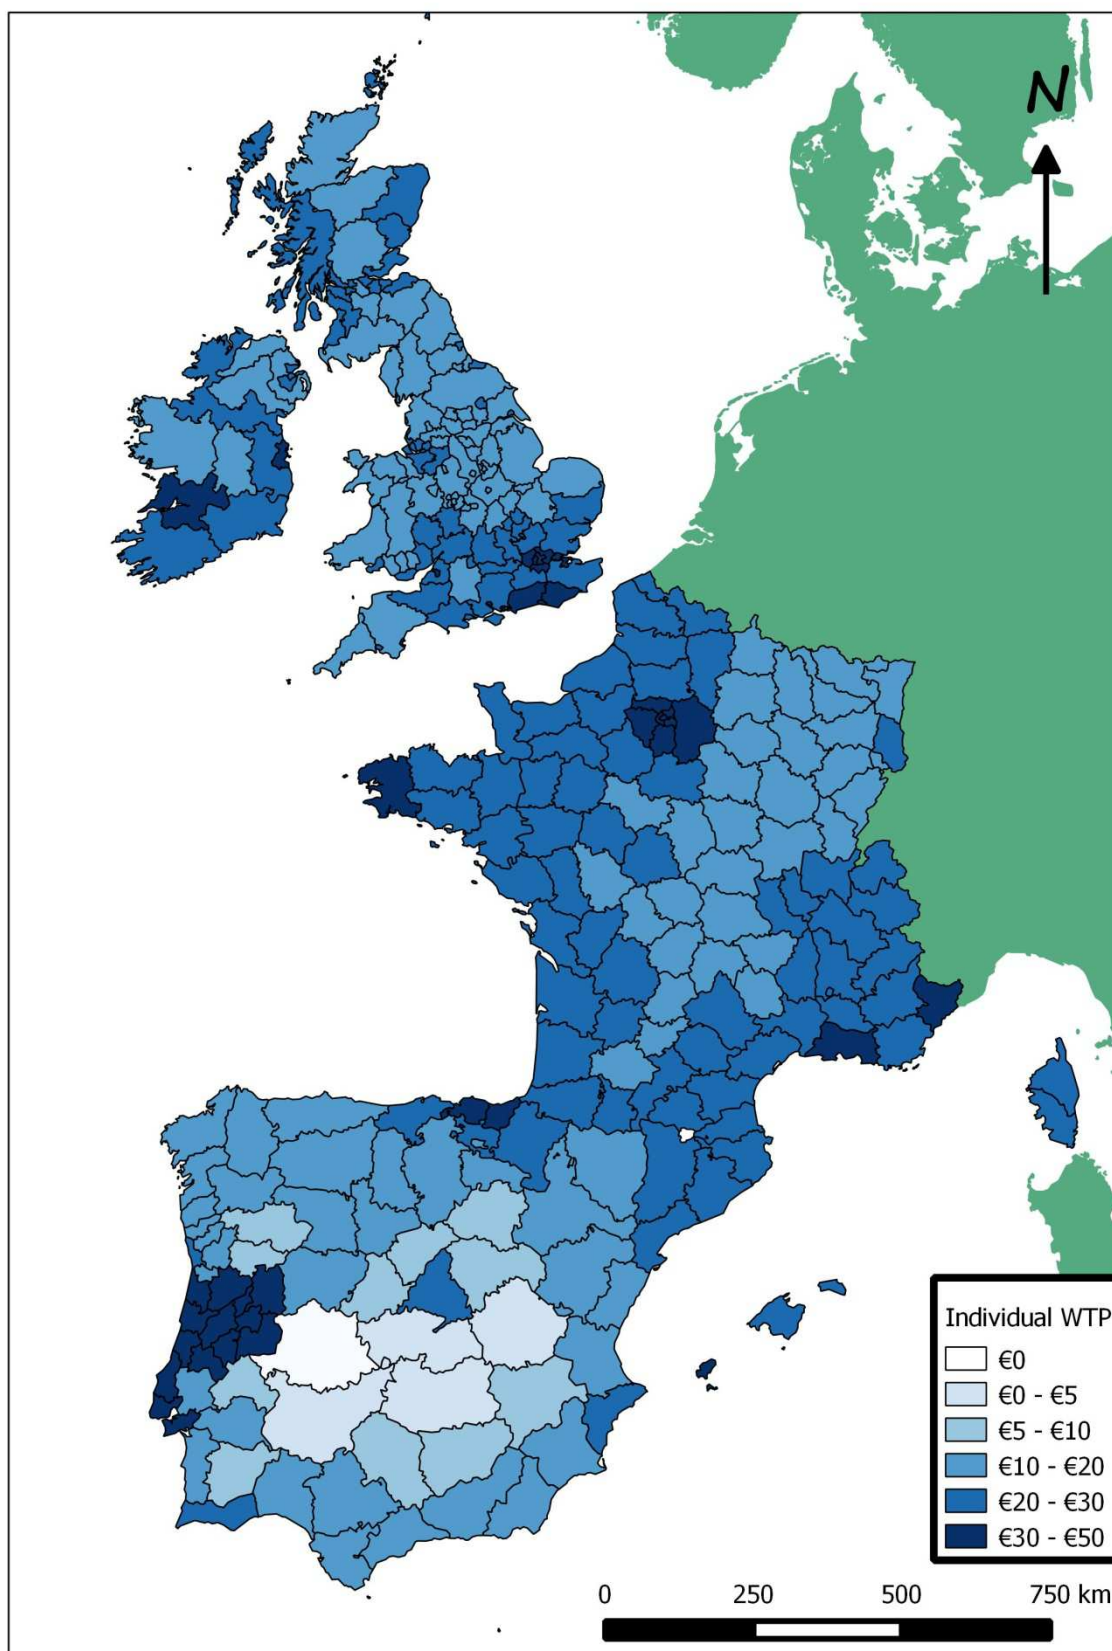 N
Individual WTP
€0
€0 - €5
€5 - €10
€10 - €20
€20 - €30
€30 - €50
0 250 500 750 km